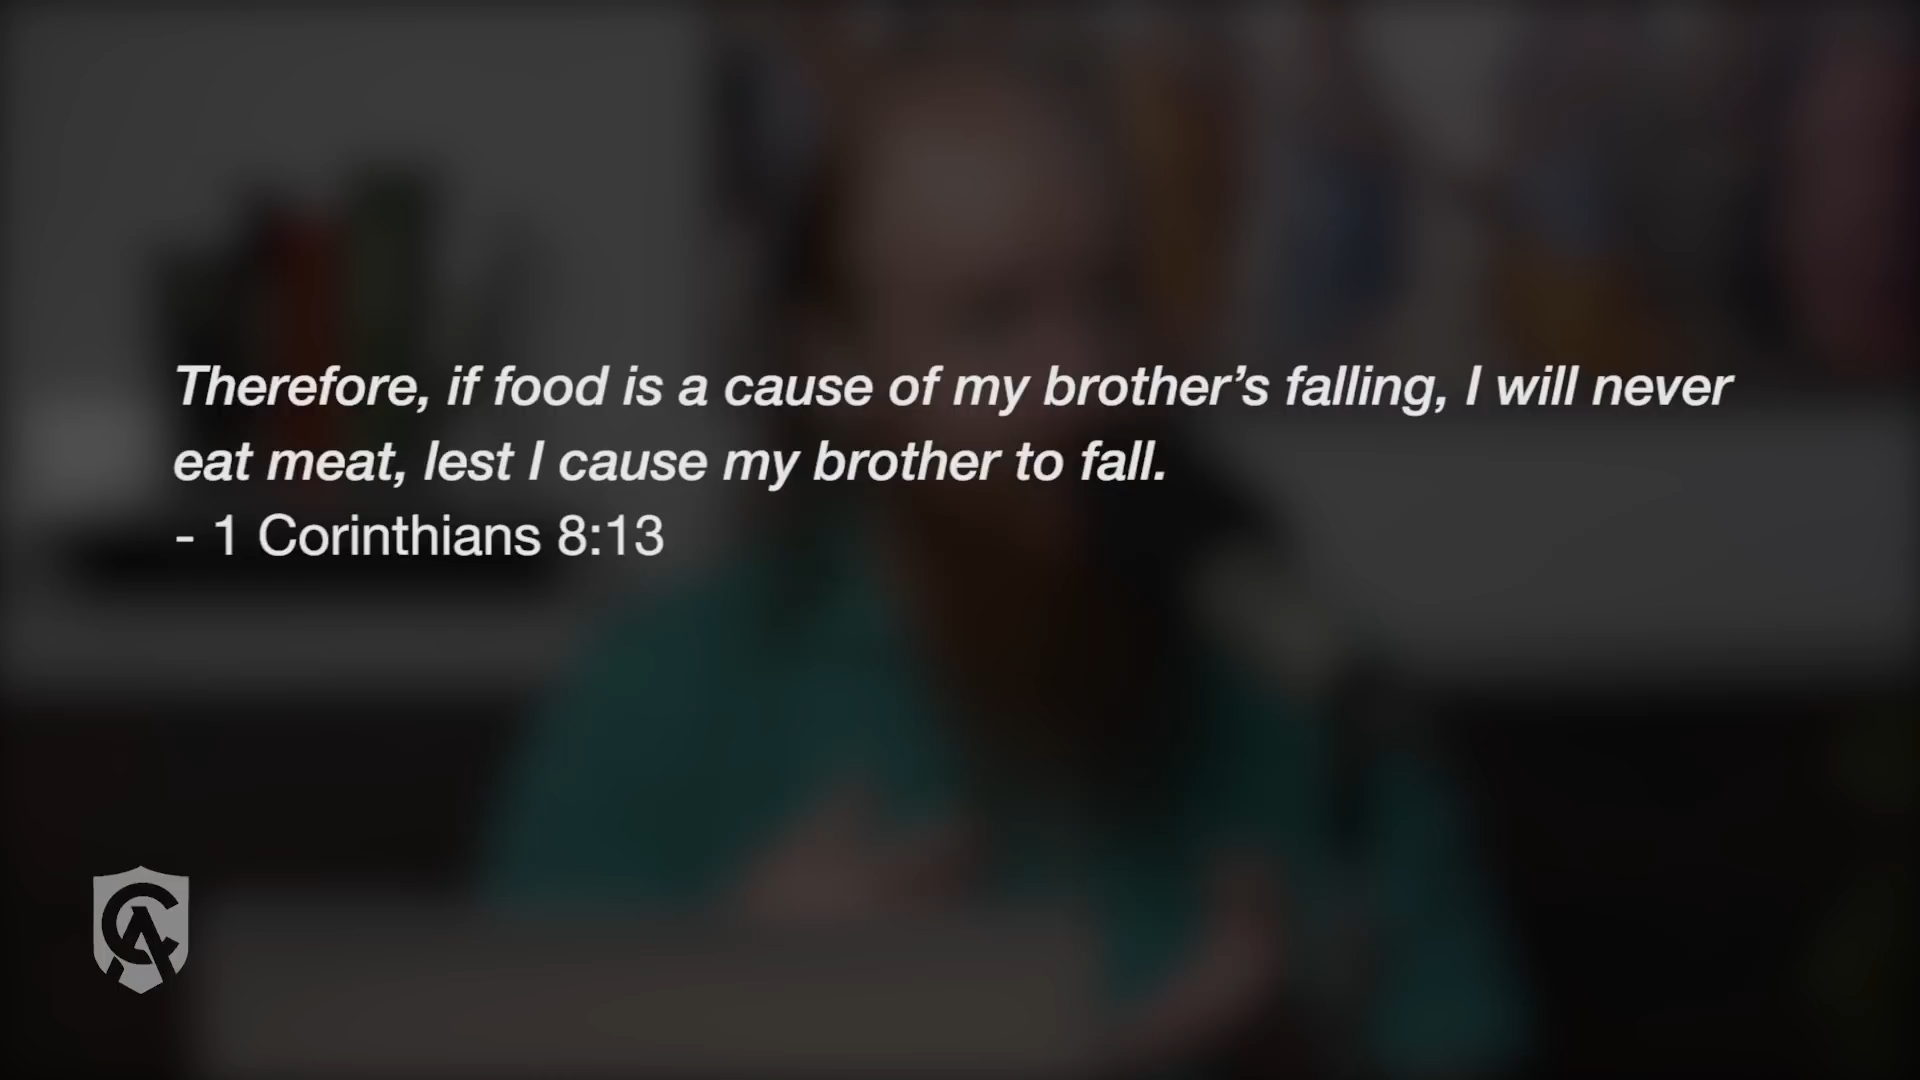 Therefore, if food is a cause of my brother’s falling, I will never
eat meat, lest I cause my brother to fall.
- 1 Corinthians 8:13
CA